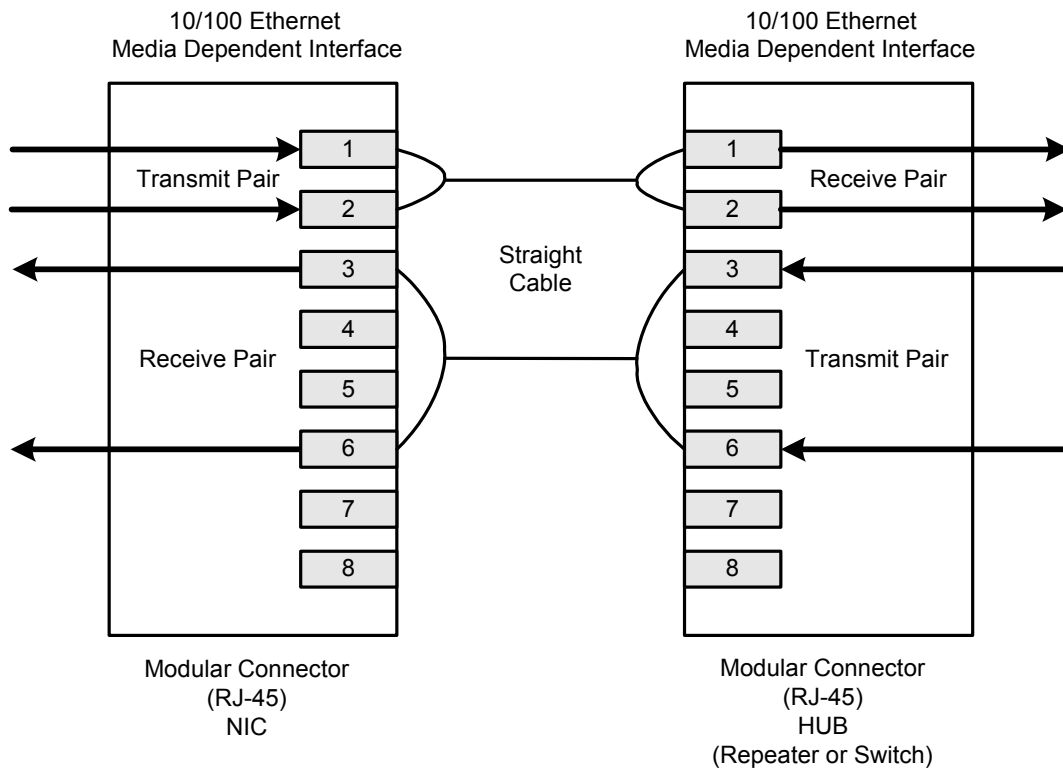 10/100 Ethernet
Media Dependent Interface
10/100 Ethernet
Media Dependent Interface
1
Transmit Pair
2
3
4
Receive Pair
5
6
7
8
Straight
Cable
1
Receive Pair
2
3
4
Transmit Pair
5
6
7
8
Modular Connector
(RJ-45)
NIC
Modular Connector
(RJ-45)
HUB
(Repeater or Switch)